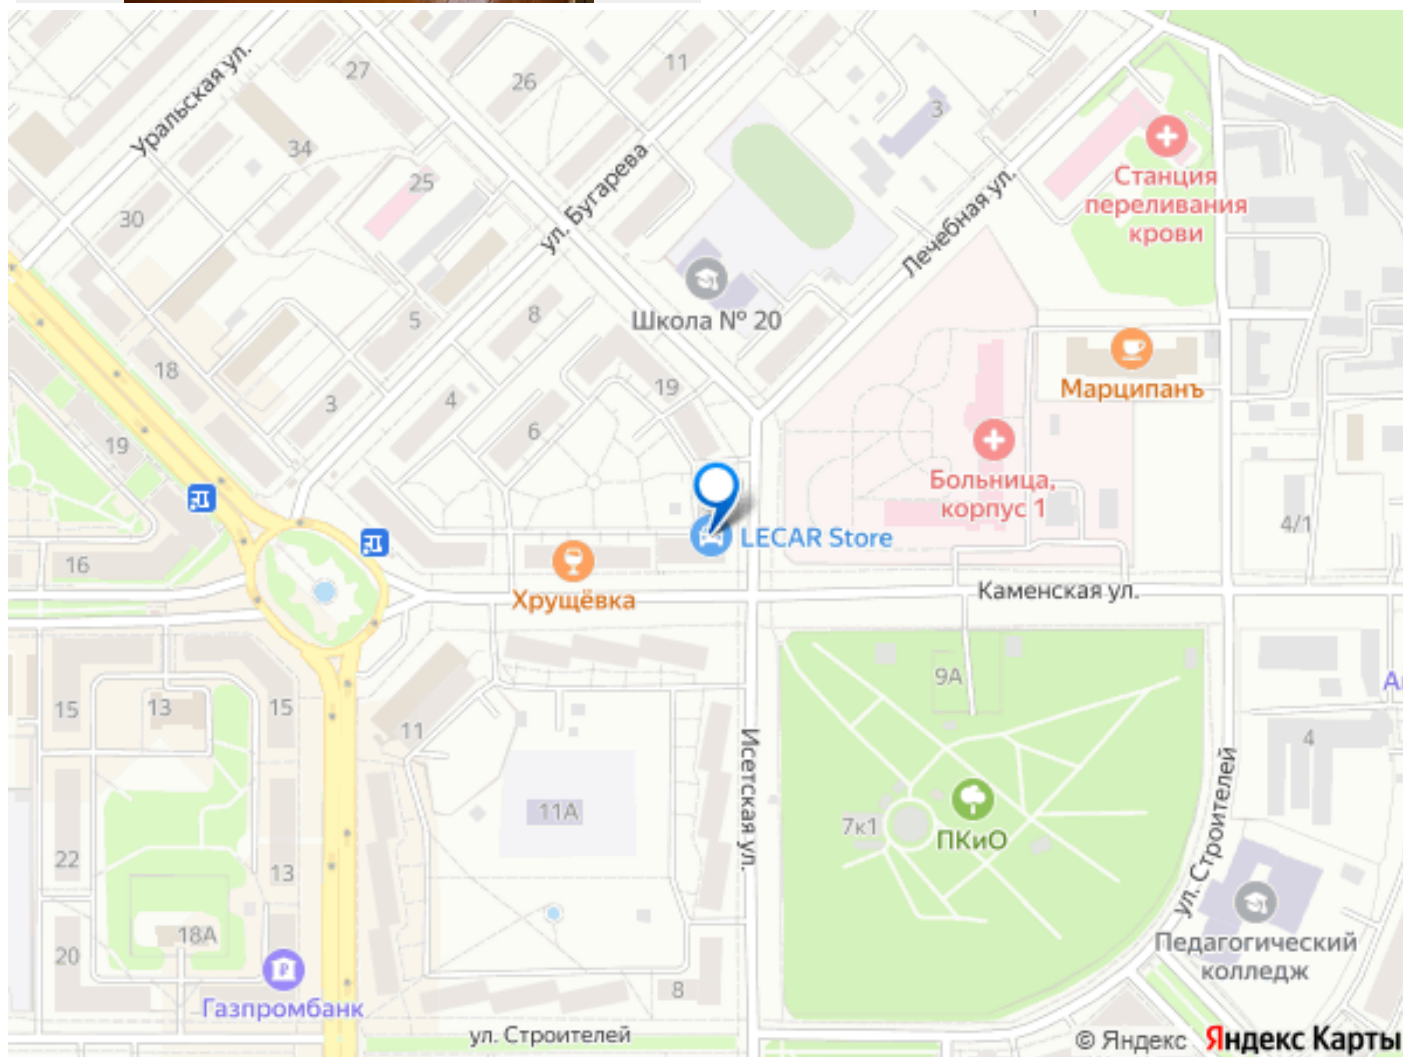 Уральская ул.
27
26
11
3
34
25
ул. Бугарева
30
Лечебная ул.
Станция
переливания
крови
Школа № 20
5
8
18
19
Марципанъ
3
4
6
19
Больница,
корпус 1
4/1
LECAR Store
16
Хрущёвка
Каменская ул.
9А
15
13
15
11
4
Исетская ул.
11А
7к1
ПКиО
ул. Строителей
22
13
18А
20
Газпромбанк
8
Педагогический
колледж
ул. Строителей
© Яндекс Яндекс Карты